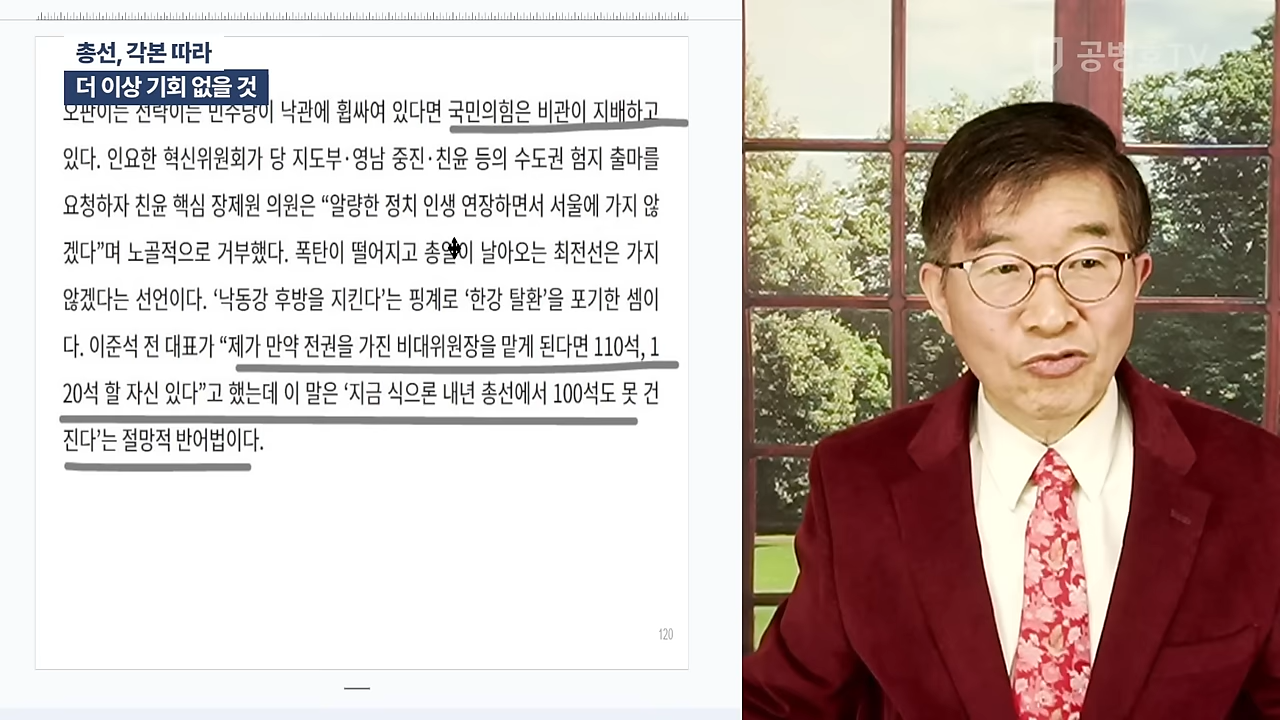 총선, 각본 따라
더 이상 기회 없을 것
공병호TV
오판이든 전략이든 민주당이 낙관에 휩싸여 있다면 국민의힘은 비관이 지배하고
있다. 인요한 혁신위원회가 당 지도부·영남 중진·친윤 등의 수도권 험지 출마를
요청하자 친윤 핵심 장제원 의원은 “알량한 정치 인생 연장하면서 서울에 가지 않
겠다”며 노골적으로 거부했다. 폭탄이 떨어지고 총알이 날아오는 최전선은 가지
않겠다는 선언이다. ‘낙동강 후방을 지킨다’는 핑계로 ‘한강 탈환’을 포기한 셈이
다. 이준석 전 대표가 “제가 만약 전권을 가진 비대위원장을 맡게 된다면 110석, 1
20석 할 자신 있다”고 했는데 이 말은 ‘지금 식으론 내년 총선에서 100석도 못 건
진다’는 절망적 반어법이다.
120